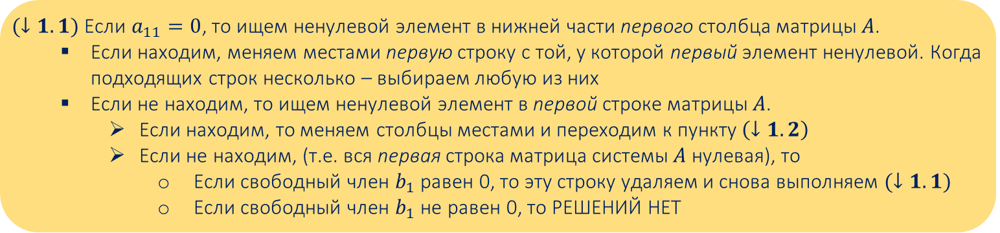 (↓ 1.1) Если a₁₁ = 0, то ищем ненулевой элемент в нижней части первого столбца матрицы A.
▪ Если находим, меняем местами первую строку с той, у которой первый элемент ненулевой. Когда
подходящих строк несколько – выбираем любую из них
▪ Если не находим, то ищем ненулевой элемент в первой строке матрицы A.
➢ Если находим, то меняем столбцы местами и переходим к пункту (↓ 1.2)
➢ Если не находим, (т.е. вся первая строка матрица системы A нулевая), то
o Если свободный член b₁ равен 0, то эту строку удаляем и снова выполняем (↓ 1.1)
o Если свободный член b₁ не равен 0, то РЕШЕНИЙ НЕТ